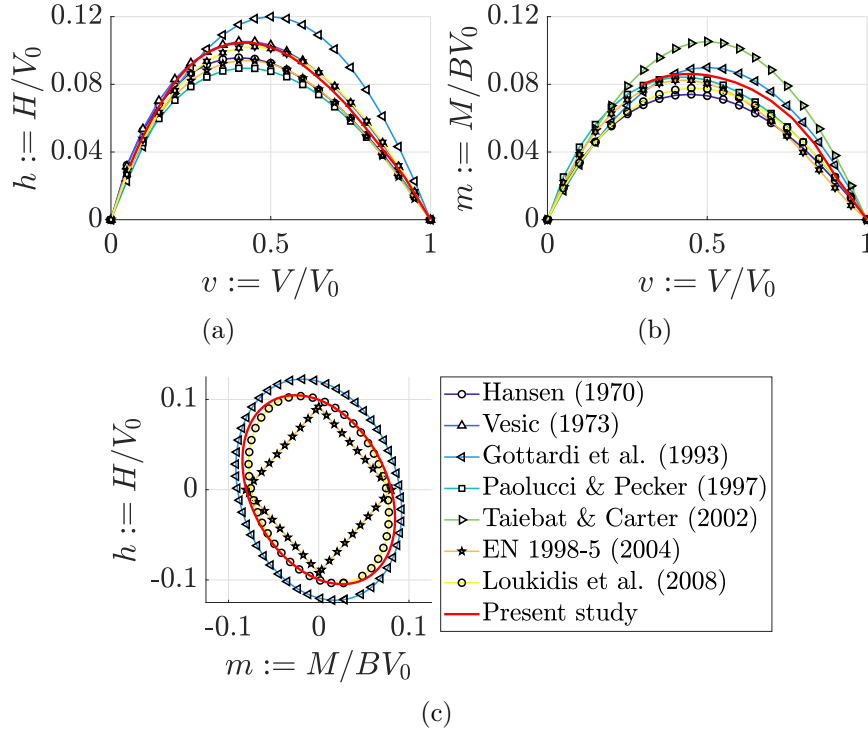 0.12
0.08
0.04
0
h := H/V₀
0
0.5
1
v := V/V₀
(a)
0.12
0.08
0.04
0
m := M/BV₀
0
0.5
1
v := V/V₀
(b)
0.1
0
-0.1
h := H/V₀
-0.1
0
0.1
m := M/BV₀
Hansen (1970)
Vesic (1973)
Gottardi et al. (1993)
Paolucci & Pecker (1997)
Taiebat & Carter (2002)
EN 1998-5 (2004)
Loukidis et al. (2008)
Present study
(c)